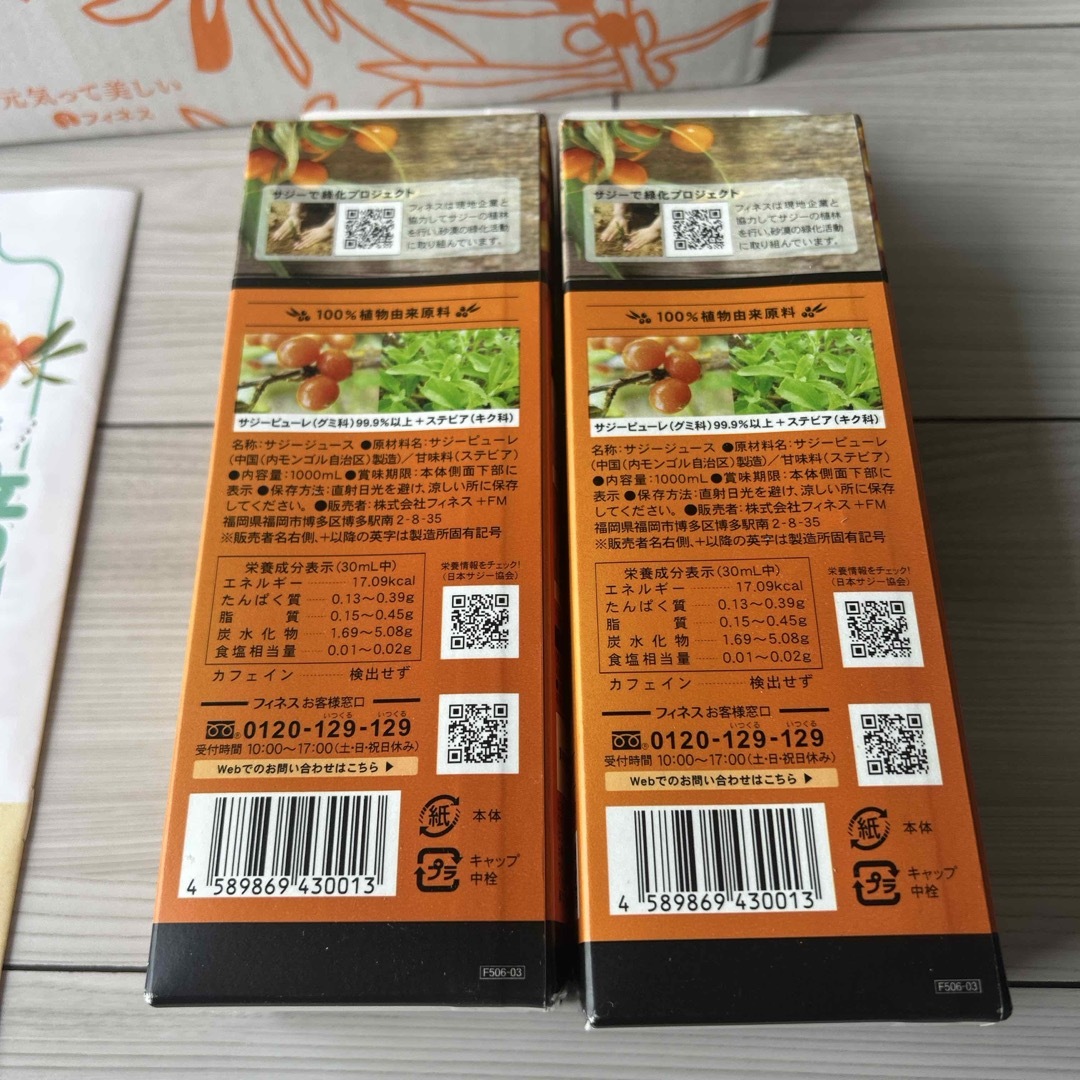 元気って美しい
フィネス
サジーで緑化プロジェクト
フィネスは現地企業と
協力してサジーの植林
を行い、砂漠の緑化活動
に取り組んでいます。
100%植物由来原料
サジーピューレ(グミ科)99.9%以上+ステビア(キク科)
名称:サジージュース ●原材料名:サジーピューレ
(中国(内モンゴル自治区)製造)/甘味料(ステビア)
●内容量:1000mL ●賞味期限:本体側面下部に
表示 ●保存方法:直射日光を避け、涼しい所に保存
してください。 ●販売者:株式会社フィネス+FM
福岡県福岡市博多区博多駅南2-8-35
※販売者名右側、+以降の英字は製造所固有記号
栄養成分表示(30mL中)
エネルギー 17.09kcal
たんぱく質 0.13〜0.39g
脂質 0.15〜0.45g
炭水化物 1.69〜5.08g
食塩相当量 0.01〜0.02g
カフェイン 検出せず
栄養情報をチェック!
(日本サジー協会)
フィネスお客様窓口
いつくる いつくる
0120-129-129
受付時間 10:00〜17:00(土・日・祝日休み)
Webでのお問い合わせはこちら ▶
4 589869 430013
紙 本体
プラ キャップ
中栓
F506-03
サジーで緑化プロジェクト
フィネスは現地企業と
協力してサジーの植林
を行い、砂漠の緑化活動
に取り組んでいます。
100%植物由来原料
サジーピューレ(グミ科)99.9%以上+ステビア(キク科)
名称:サジージュース ●原材料名:サジーピューレ
(中国(内モンゴル自治区)製造)/甘味料(ステビア)
●内容量:1000mL ●賞味期限:本体側面下部に
表示 ●保存方法:直射日光を避け、涼しい所に保存
してください。 ●販売者:株式会社フィネス+FM
福岡県福岡市博多区博多駅南2-8-35
※販売者名右側、+以降の英字は製造所固有記号
栄養成分表示(30mL中)
エネルギー 17.09kcal
たんぱく質 0.13〜0.39g
脂質 0.15〜0.45g
炭水化物 1.69〜5.08g
食塩相当量 0.01〜0.02g
カフェイン 検出せず
栄養情報をチェック!
(日本サジー協会)
フィネスお客様窓口
いつくる いつくる
0120-129-129
受付時間 10:00〜17:00(土・日・祝日休み)
Webでのお問い合わせはこちら ▶
4 589869 430013
紙 本体
プラ キャップ
中栓
F506-03